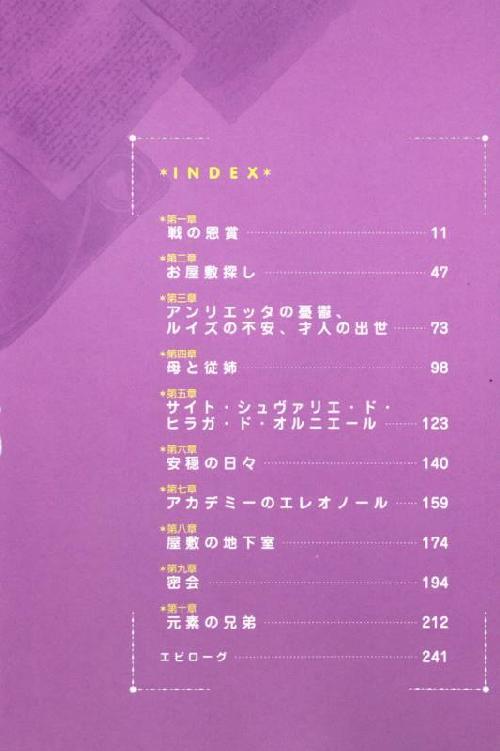 *INDEX*
*第一章
戦の恩賞 11
*第二章
お屋敷探し 47
*第三章
アンリエッタの憂鬱、
ルイズの不安、才人の出世 73
*第四章
母と従姉 98
*第五章
サイト・シュヴァリエ・ド・
ヒラガ・ド・オルニエール 123
*第六章
安穏の日々 140
*第七章
アカデミーのエレオノール 159
*第八章
屋敷の地下室 174
*第九章
密会 194
*第十章
元素の兄弟 212
エピローグ 241